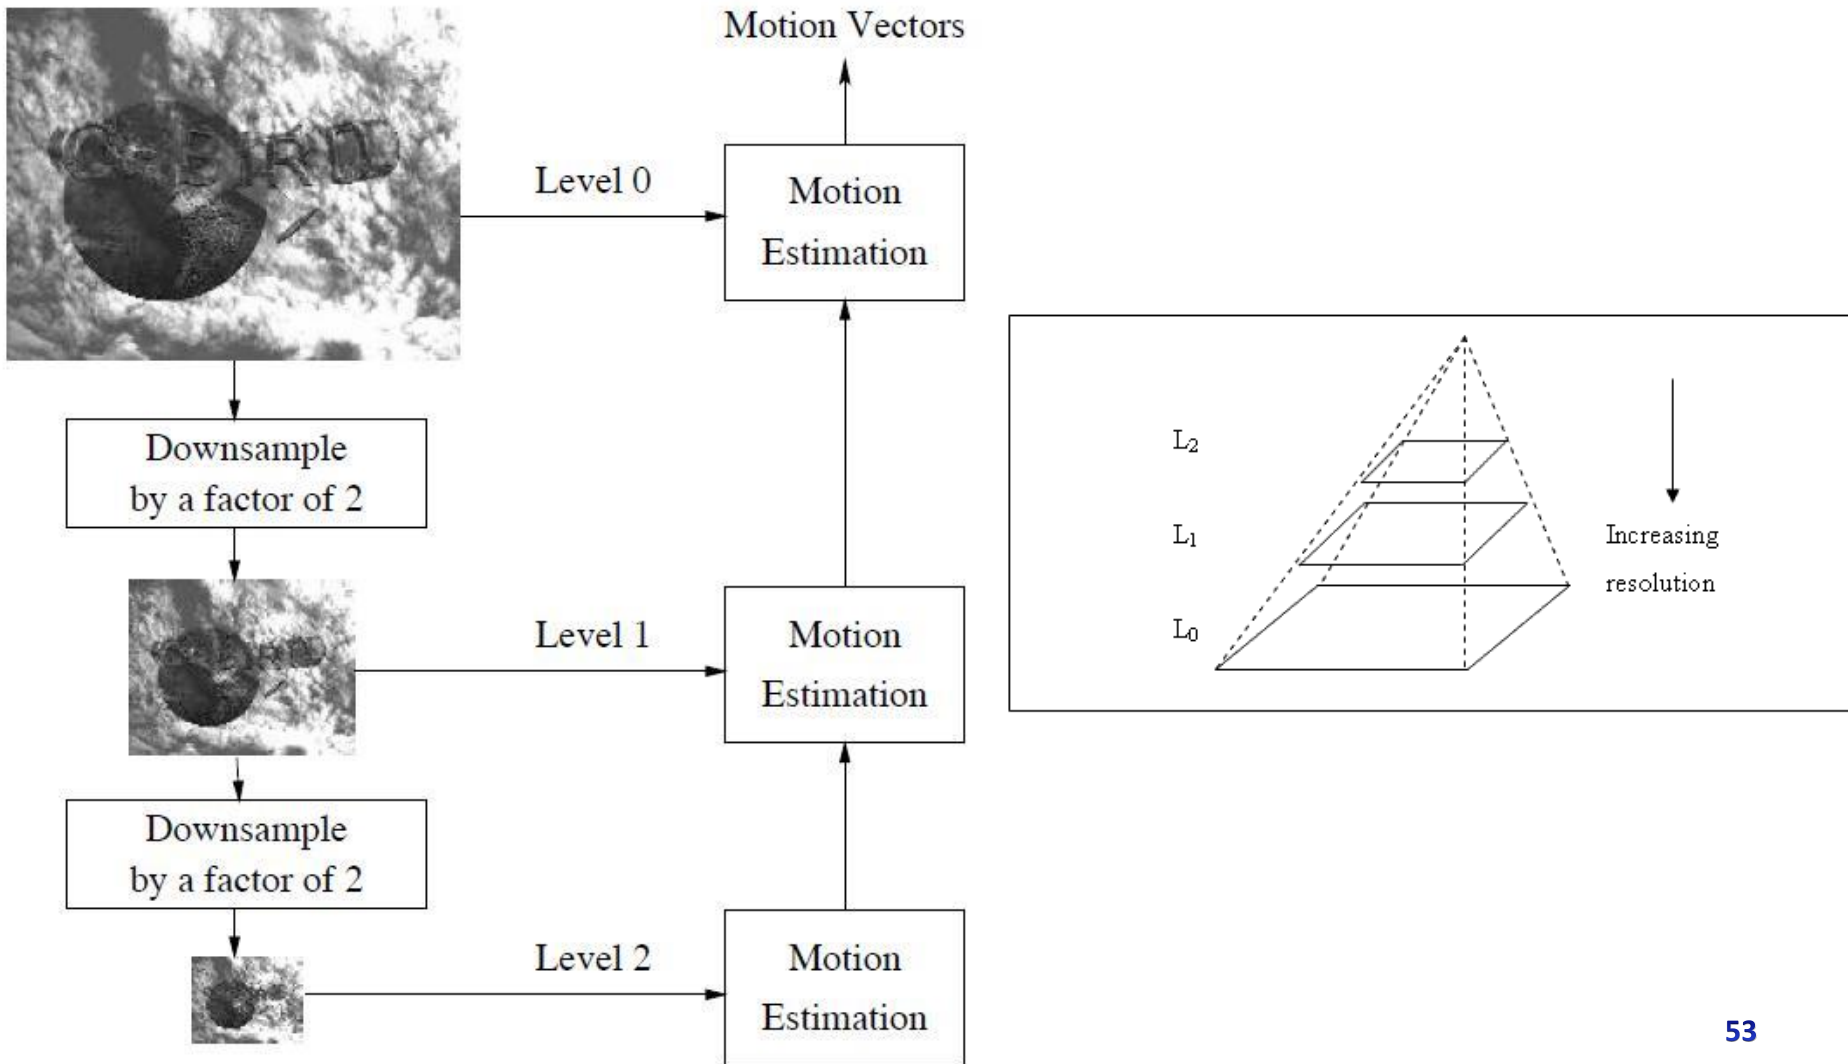 Motion Vectors
Level 0
Motion
Estimation
Downsample
by a factor of 2
Level 1
Motion
Estimation
Downsample
by a factor of 2
Level 2
Motion
Estimation
L₂
L₁
L₀
Increasing
resolution
53